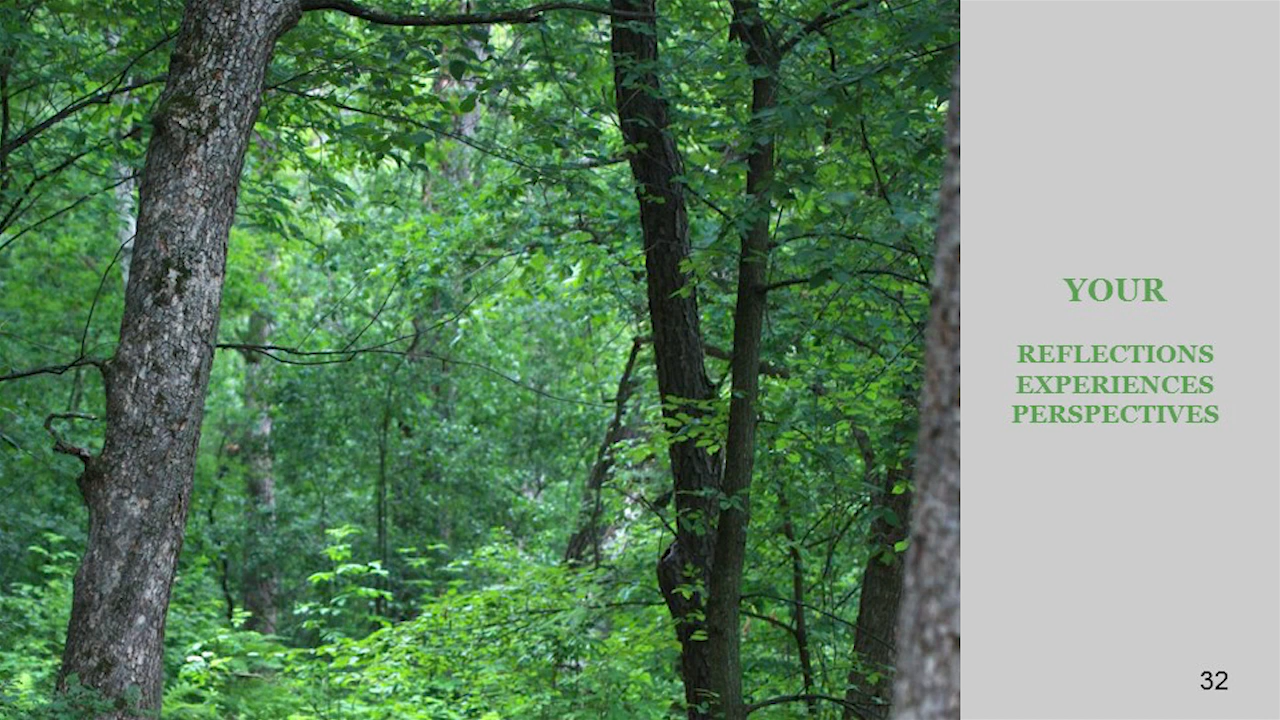 YOUR
REFLECTIONS
EXPERIENCES
PERSPECTIVES
32